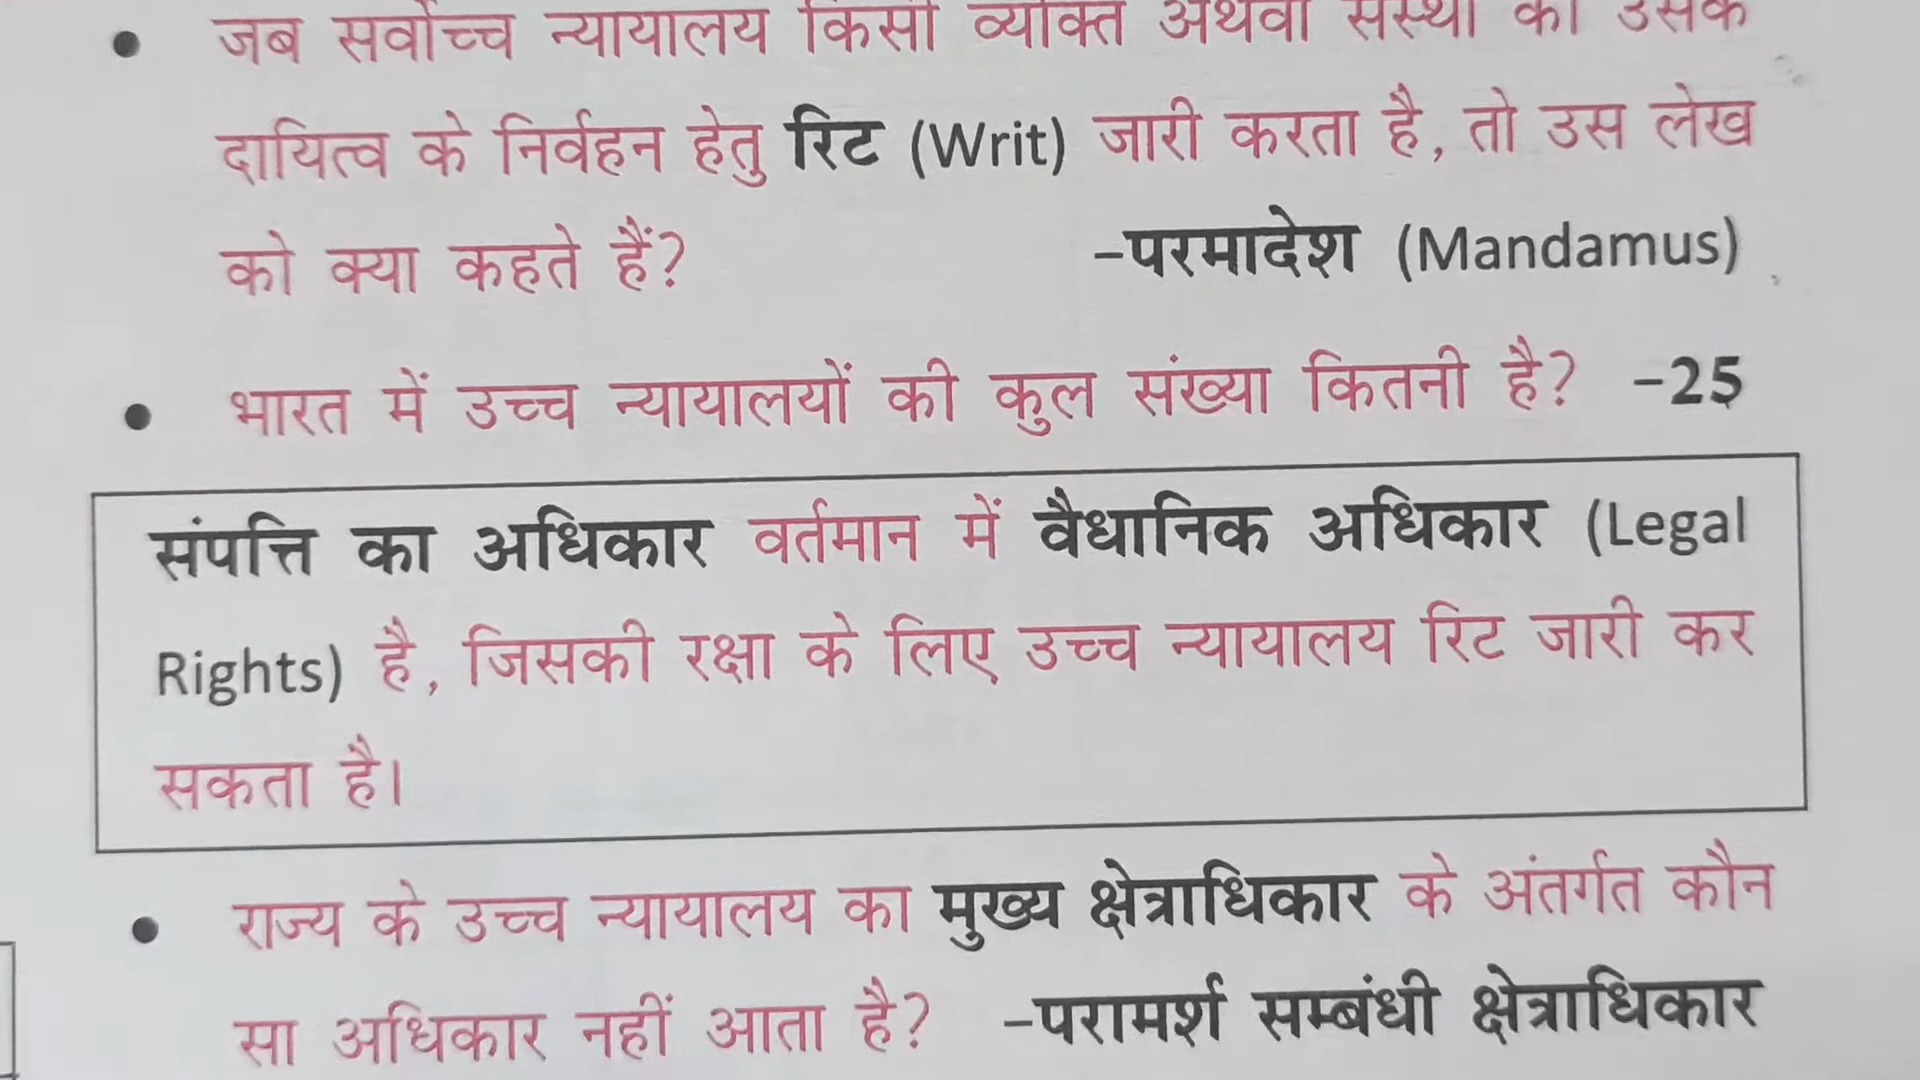 • जब सर्वोच्च न्यायालय किसी व्यक्ति अथवा संस्था को उसके
दायित्व के निर्वहन हेतु रिट (Writ) जारी करता है, तो उस लेख
को क्या कहते हैं? –परमादेश (Mandamus)
• भारत में उच्च न्यायालयों की कुल संख्या कितनी है? –25
संपत्ति का अधिकार वर्तमान में वैधानिक अधिकार (Legal
Rights) है, जिसकी रक्षा के लिए उच्च न्यायालय रिट जारी कर
सकता है।
• राज्य के उच्च न्यायालय का मुख्य क्षेत्राधिकार के अंतर्गत कौन
सा अधिकार नहीं आता है? –परामर्श सम्बंधी क्षेत्राधिकार